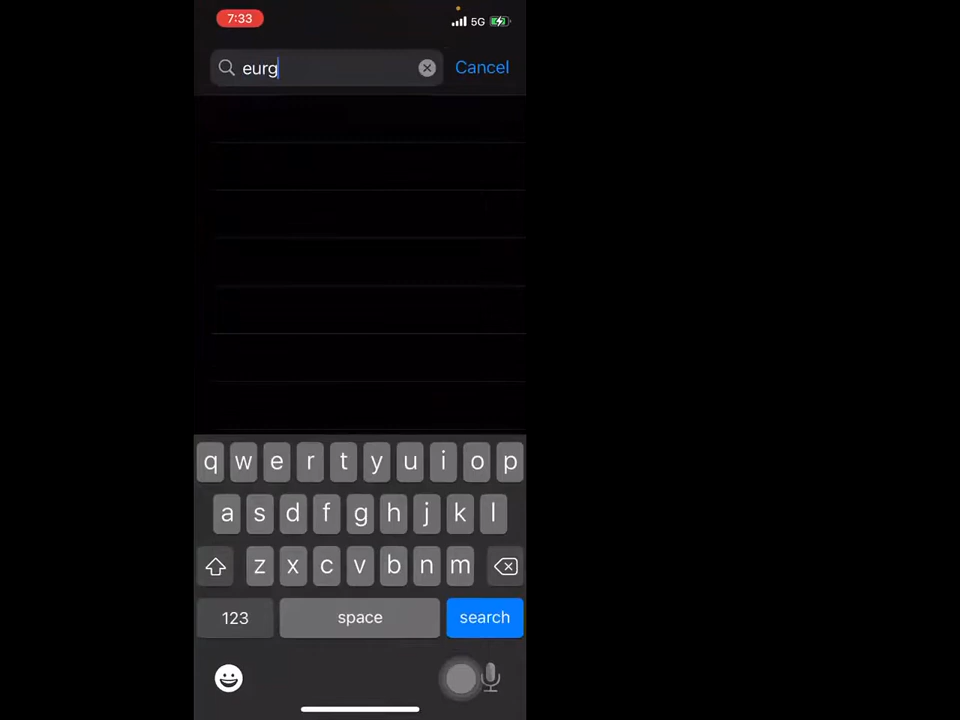 7:33
5G
eurg
Cancel
q w e r t y u i o p
a s d f g h j k l
z x c v b n m
123 space search